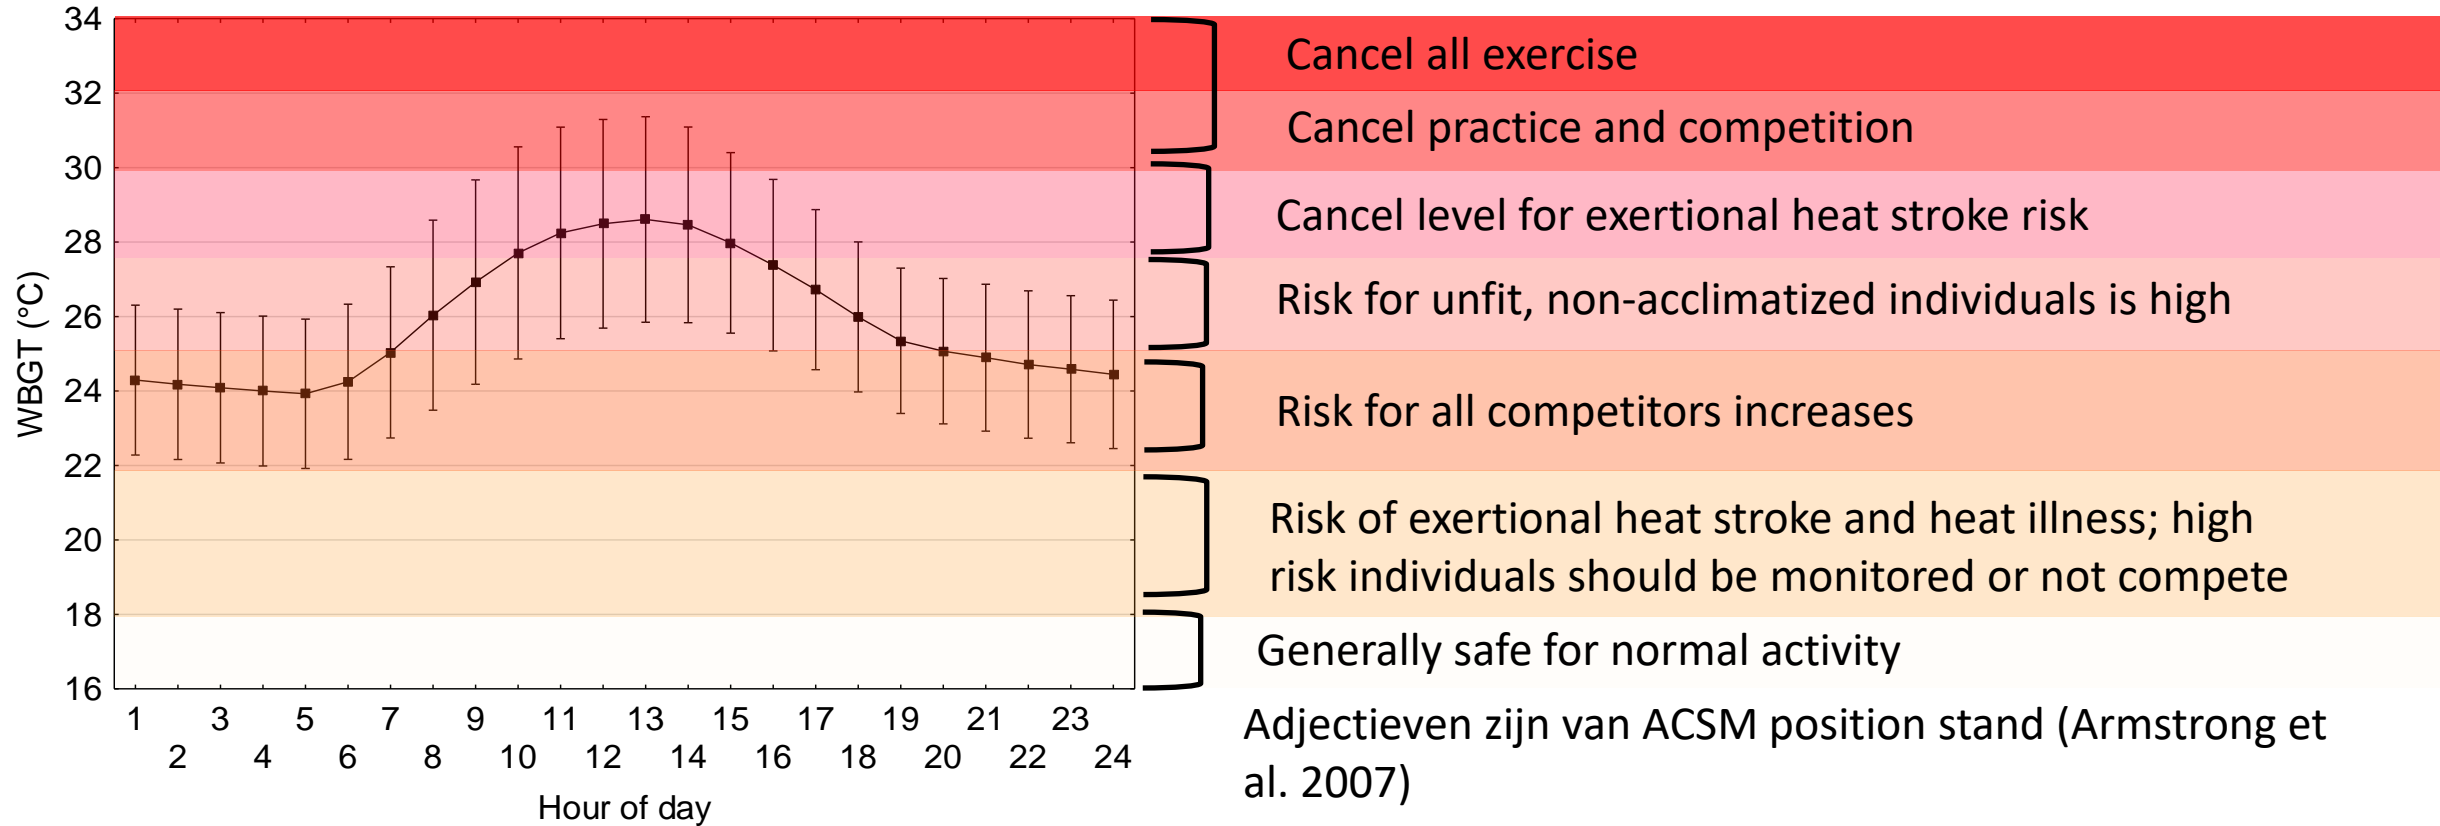 34
Cancel all exercise
32
Cancel practice and competition
30
Cancel level for exertional heat stroke risk
28
Risk for unfit, non-acclimatized individuals is high
26
WBGT (°C)
24
Risk for all competitors increases
22
Risk of exertional heat stroke and heat illness; high
20
risk individuals should be monitored or not compete
18
Generally safe for normal activity
16
1 3 5 7 9 11 13 15 17 19 21 23
2 4 6 8 10 12 14 16 18 20 22 24
Hour of day
Adjectieven zijn van ACSM position stand (Armstrong et
al. 2007)